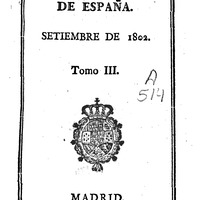 DE ESPAÑA.
SETIEMBRE DE 1802.
Tomo III.
A
514
MADRID.